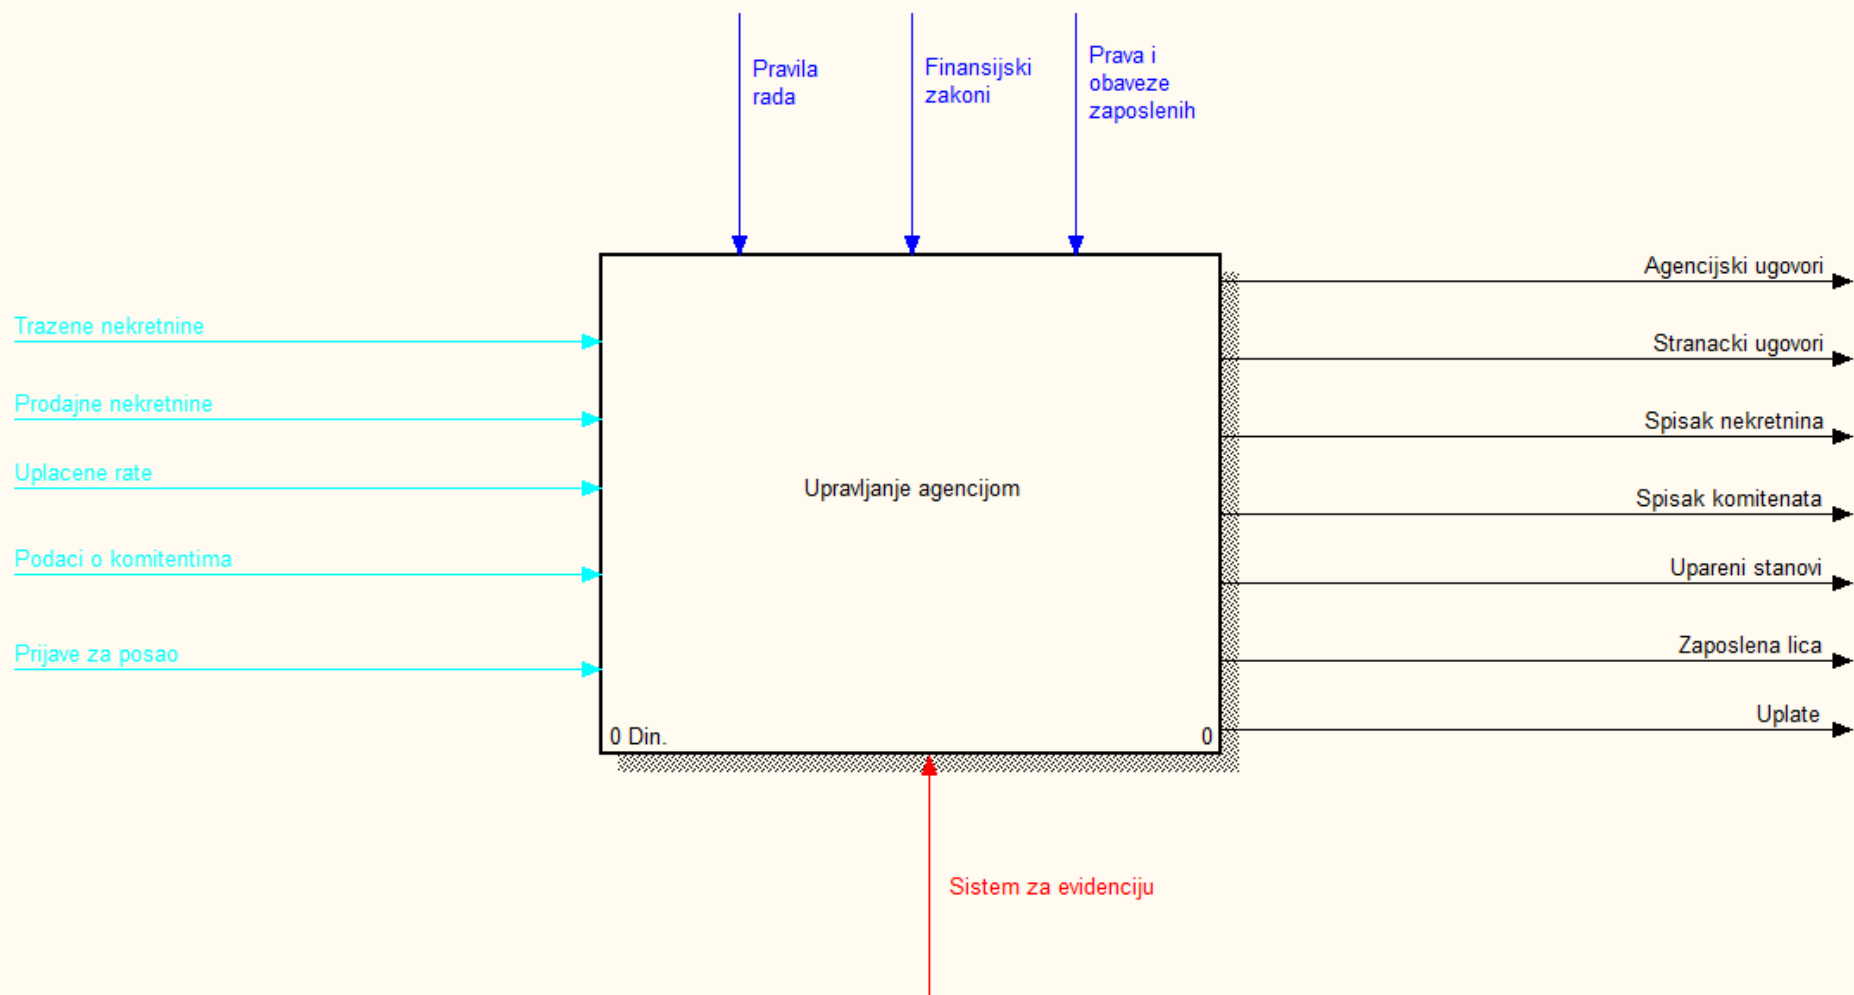 Pravila
rada
Finansijski
zakoni
Prava i
obaveze
zaposlenih
Trazene nekretnine
Prodajne nekretnine
Uplacene rate
Podaci o komitentima
Prijave za posao
Upravljanje agencijom
0 Din.
0
Agencijski ugovori
Stranacki ugovori
Spisak nekretnina
Spisak komitenata
Upareni stanovi
Zaposlena lica
Uplate
Sistem za evidenciju